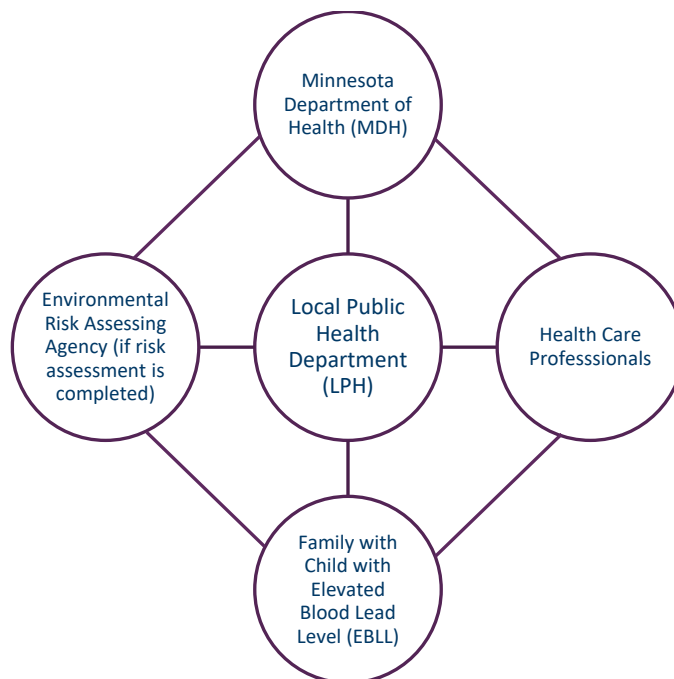 Minnesota
Department of
Health (MDH)
Environmental
Risk Assessing
Agency (if risk
assessment is
completed)
Local Public
Health
Department
(LPH)
Health Care
Professsionals
Family with
Child with
Elevated
Blood Lead
Level (EBLL)